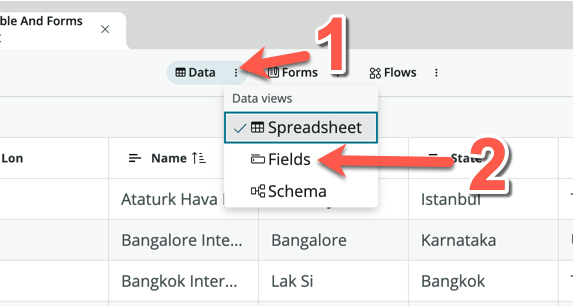 ble And Forms
t
1
Data
Forms
Flows
Data views
Spreadsheet
Fields
Schema
2
Lon
Name
State
Ataturk Hava
Istanbul
Bangalore Inte...
Bangalore
Karnataka
Bangkok Inter...
Lak Si
Bangkok